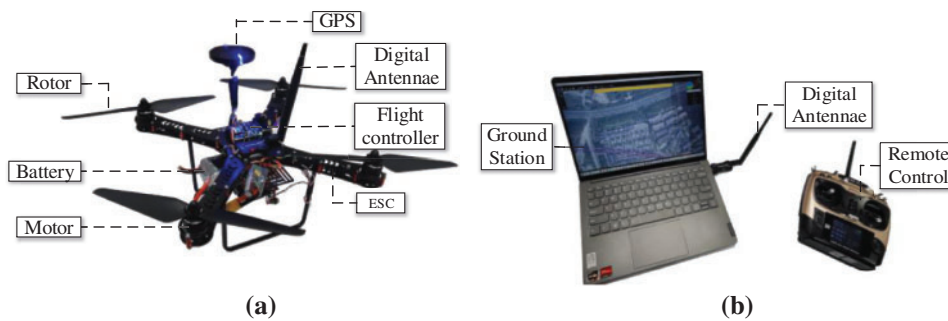 GPS
Digital
Antennae
Rotor
Flight
controller
Battery
ESC
Motor
(a)
Digital
Antennae
Ground
Station
Remote
Control
(b)